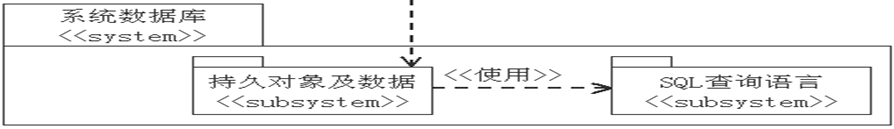 系统数据库
<<system>>
持久对象及数据
<<subsystem>>
<<使用>>
SQL查询语言
<<subsystem>>